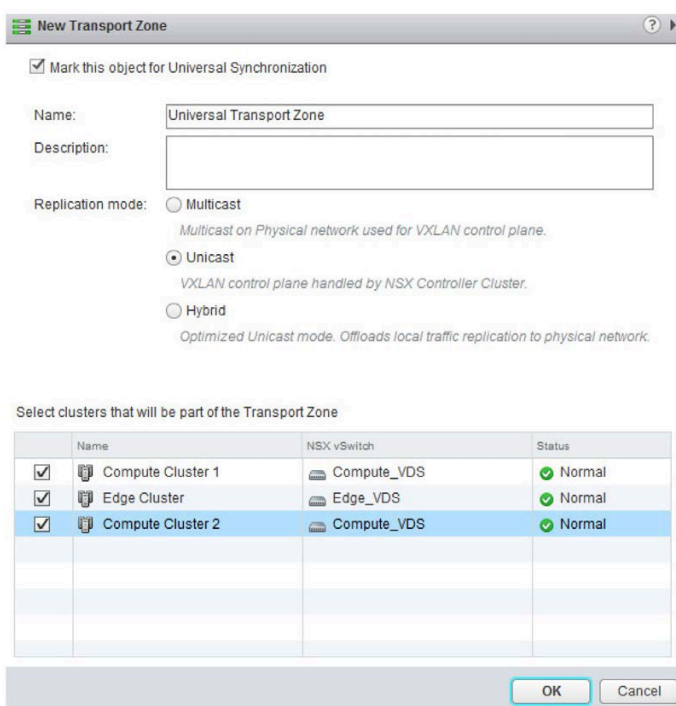 New Transport Zone ?
Mark this object for Universal Synchronization
Name: Universal Transport Zone
Description:
Replication mode: Multicast
Multicast on Physical network used for VXLAN control plane.
Unicast
VXLAN control plane handled by NSX Controller Cluster.
Hybrid
Optimized Unicast mode. Offloads local traffic replication to physical network.
Select clusters that will be part of the Transport Zone
Name NSX vSwitch Status
Compute Cluster 1 Compute_VDS Normal
Edge Cluster Edge_VDS Normal
Compute Cluster 2 Compute_VDS Normal
OK Cancel